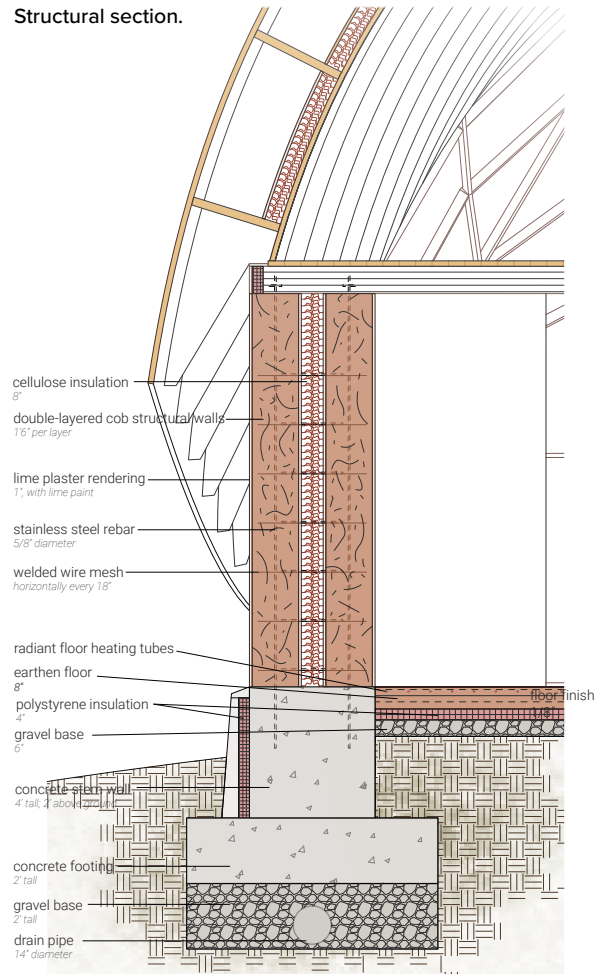 Structural section.
cellulose insulation
8"
double-layered cob structural walls
1'6" per layer
lime plaster rendering
1", with lime paint
stainless steel rebar
5/8" diameter
welded wire mesh
horizontally every 18"
radiant floor heating tubes
earthen floor
8"
floor finish
1/8"
polystyrene insulation
4"
gravel base
6"
concrete stem wall
4' tall; 2' above ground
concrete footing
2' tall
gravel base
2' tall
drain pipe
14" diameter